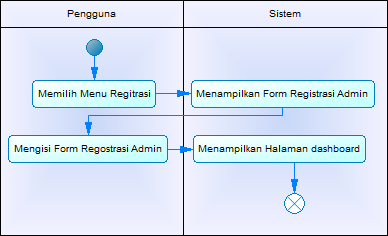 Pengguna
Sistem
Memilih Menu Regitrasi
Menampilkan Form Registrasi Admin
Mengisi Form Regostrasi Admin
Menampilkan Halaman dashboard